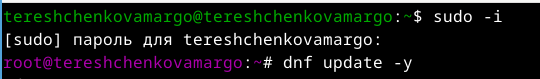 tereshchenkovamargo@tereshchenkovamargo:~$ sudo -i
[sudo] пароль для tereshchenkovamargo:
root@tereshchenkovamargo:~# dnf update -y